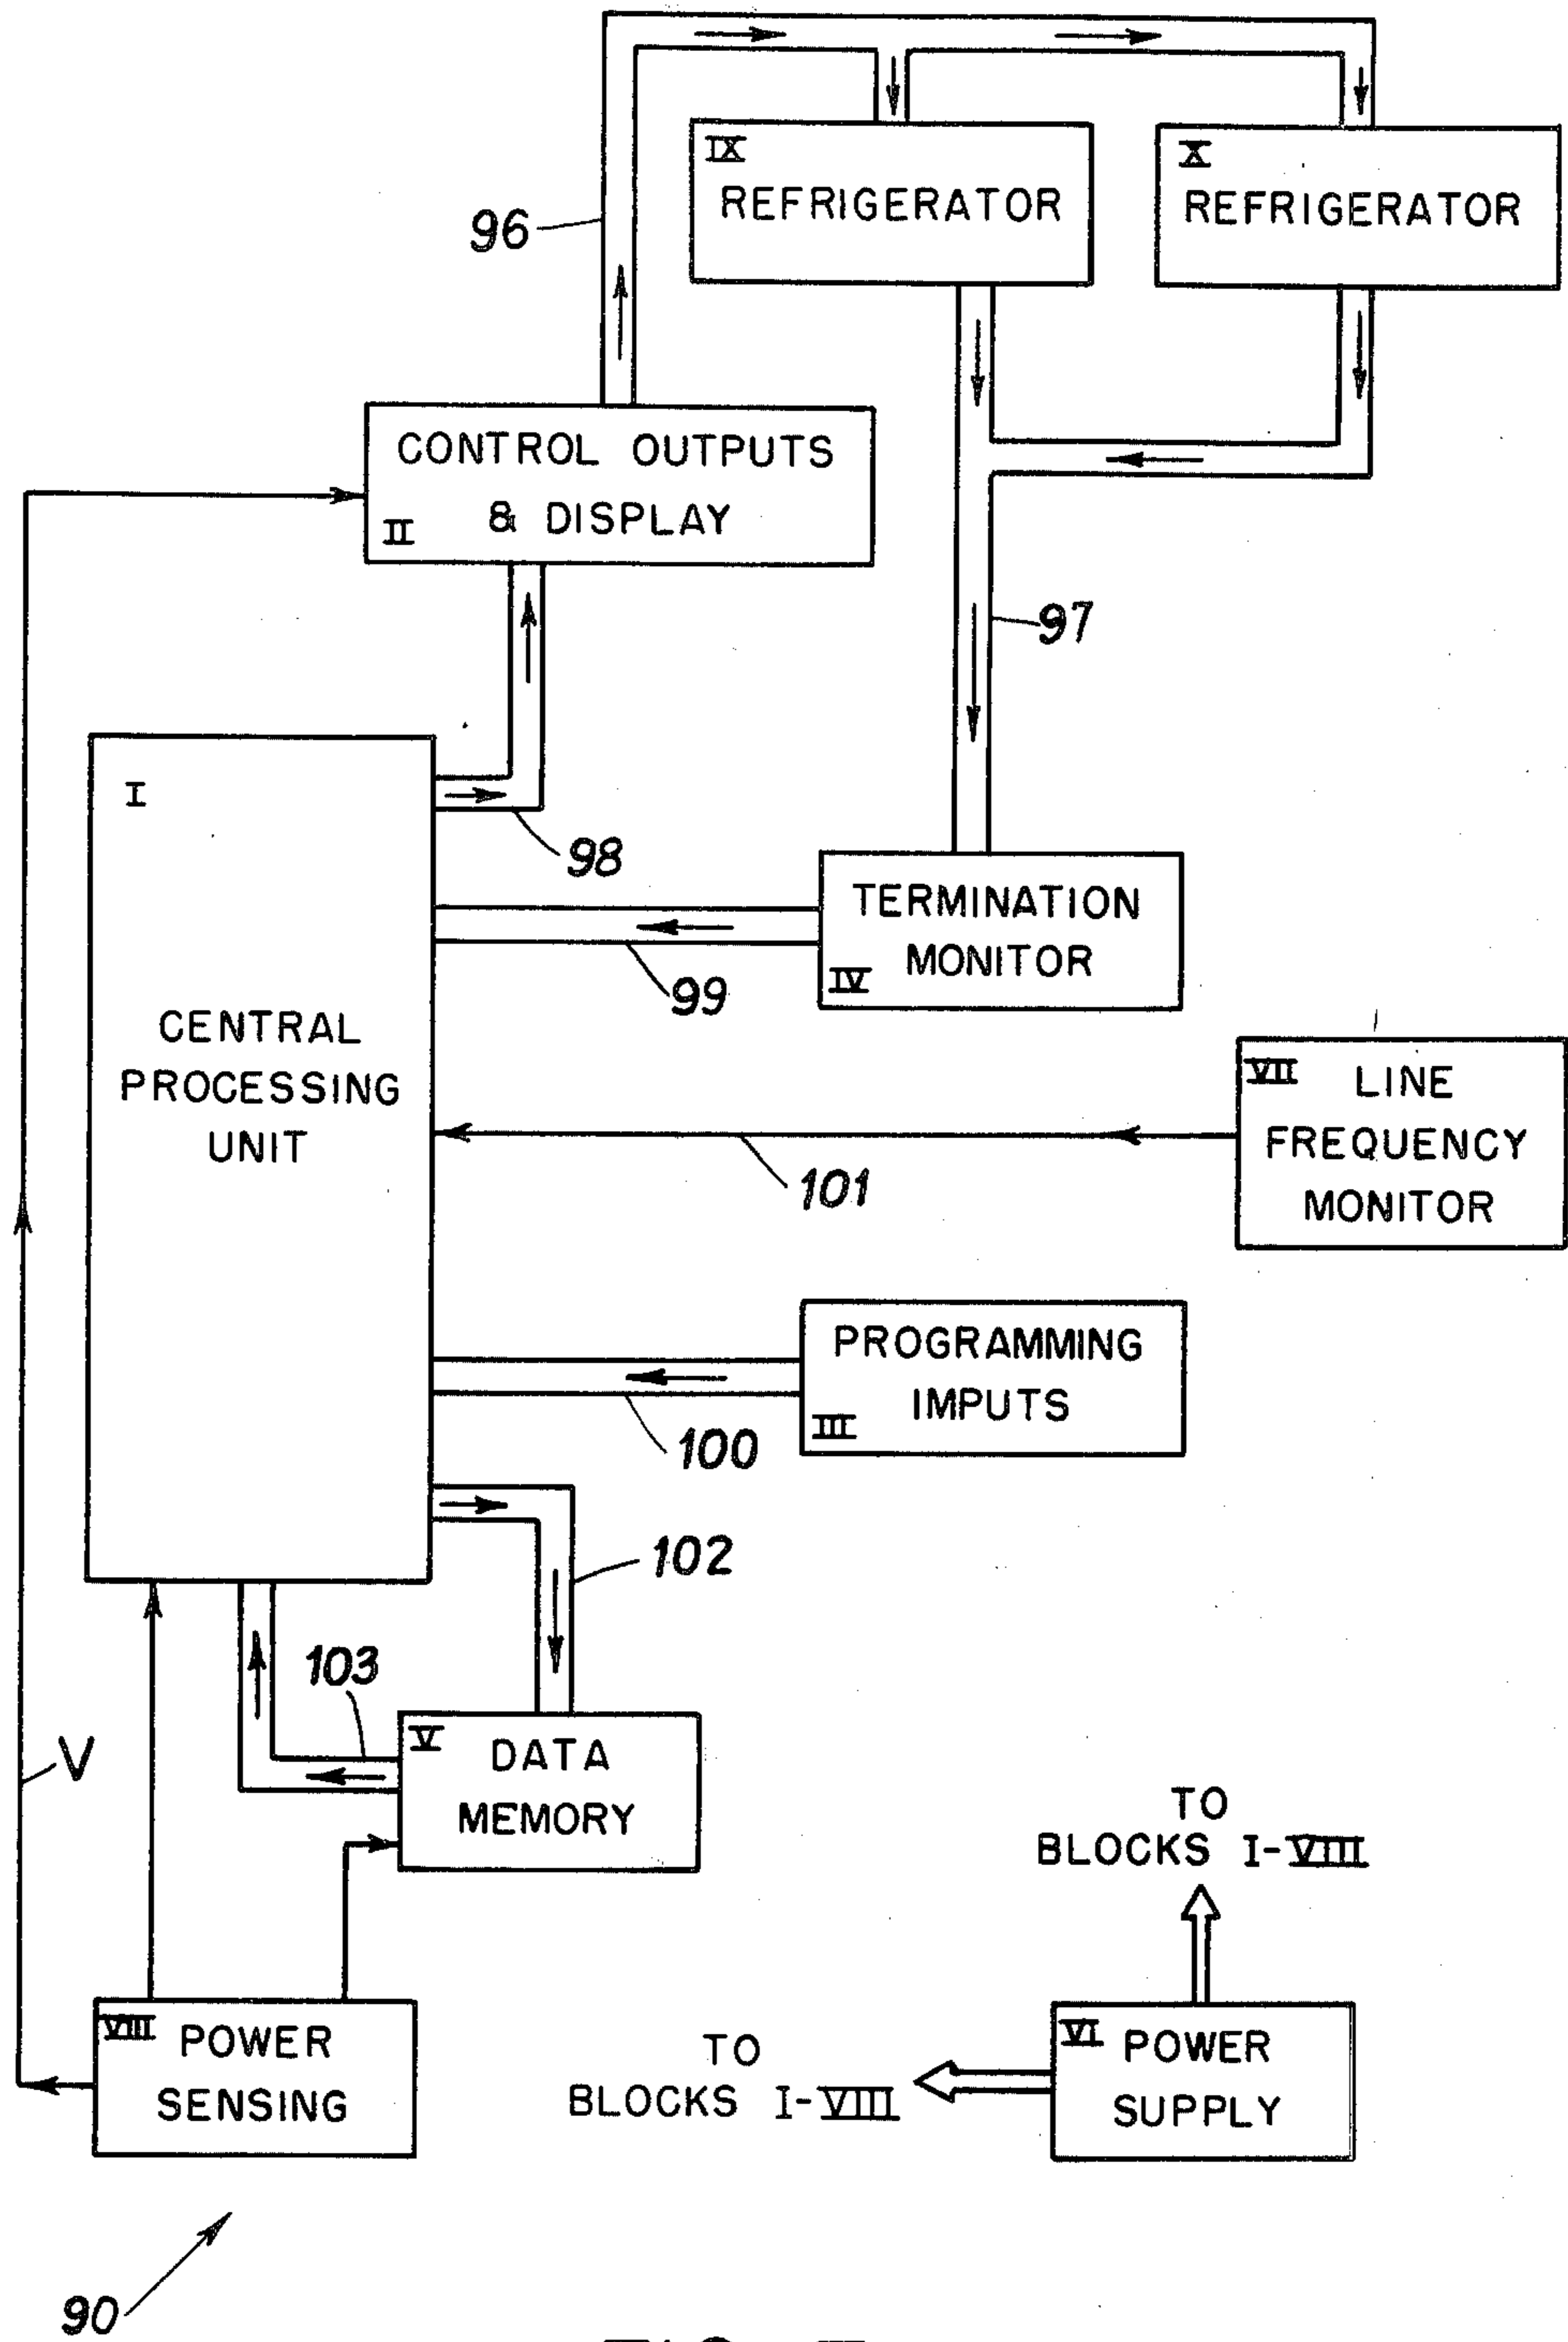 IX
REFRIGERATOR
X
REFRIGERATOR
96
CONTROL OUTPUTS
& DISPLAY
II
97
I
98
CENTRAL
PROCESSING
UNIT
TERMINATION
MONITOR
IV
99
VII
LINE
FREQUENCY
MONITOR
101
PROGRAMMING
IMPUTS
III
100
102
103
V
DATA
MEMORY
V
TO
BLOCKS I-VIII
VIII
POWER
SENSING
TO
BLOCKS I-VIII
VI
POWER
SUPPLY
90